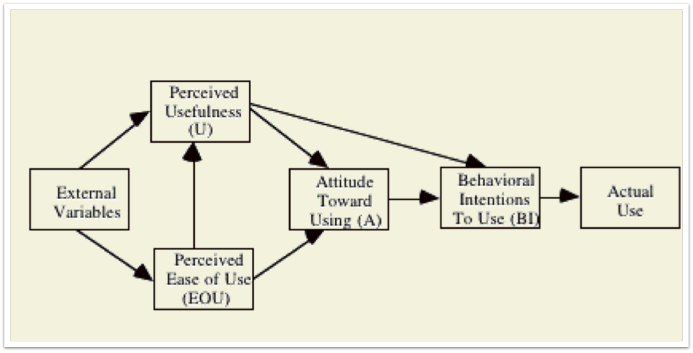 Perceived
Usefulness
(U)
External
Variables
Perceived
Ease of Use
(EOU)
Attitude
Toward
Using (A)
Behavioral
Intentions
To Use (BI)
Actual
Use